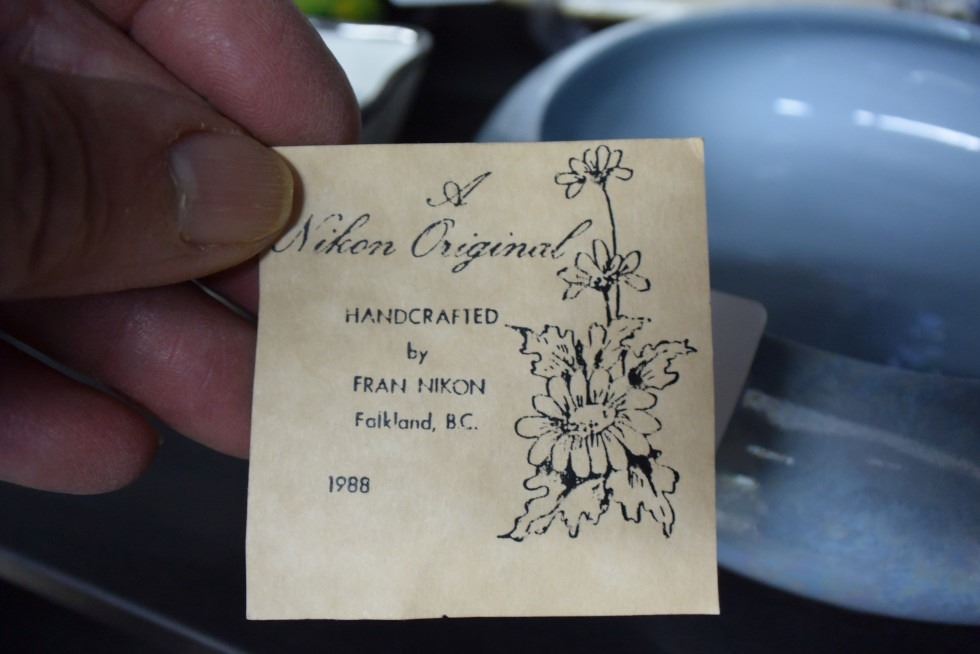 A
Nikon Original
HANDCRAFTED
by
FRAN NIKON
Falkland, B.C.
1988